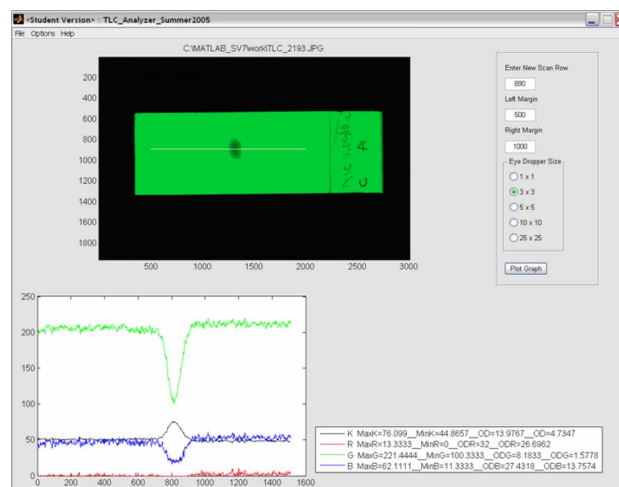 <Student Version> : TLC_Analyzer_Summer2005
File Options Help
C:\MATLAB_SV7\work\TLC_2193.JPG
200
400
600
800
1000
1200
1400
1600
1800
500 1000 1500 2000 2500 3000
Enter New Scan Row
890
Left Margin
500
Right Margin
1000
Eye Dropper Size
1 x 1
3 x 3
5 x 5
10 x 10
25 x 25
Plot Graph
250
200
150
100
50
0
0 200 400 600 800 1000 1200 1400 1600
K MaxK=76.099__MinK=44.8657__OD=13.9767__OD=4.7347
R MaxR=13.3333__MinR=0__ODR=32__ODR=26.6962
G MaxG=221.4444__MinG=100.3333__ODG=8.1833__ODG=1.5778
B MaxB=62.1111__MinB=11.3333__ODB=27.4318__ODB=13.7574